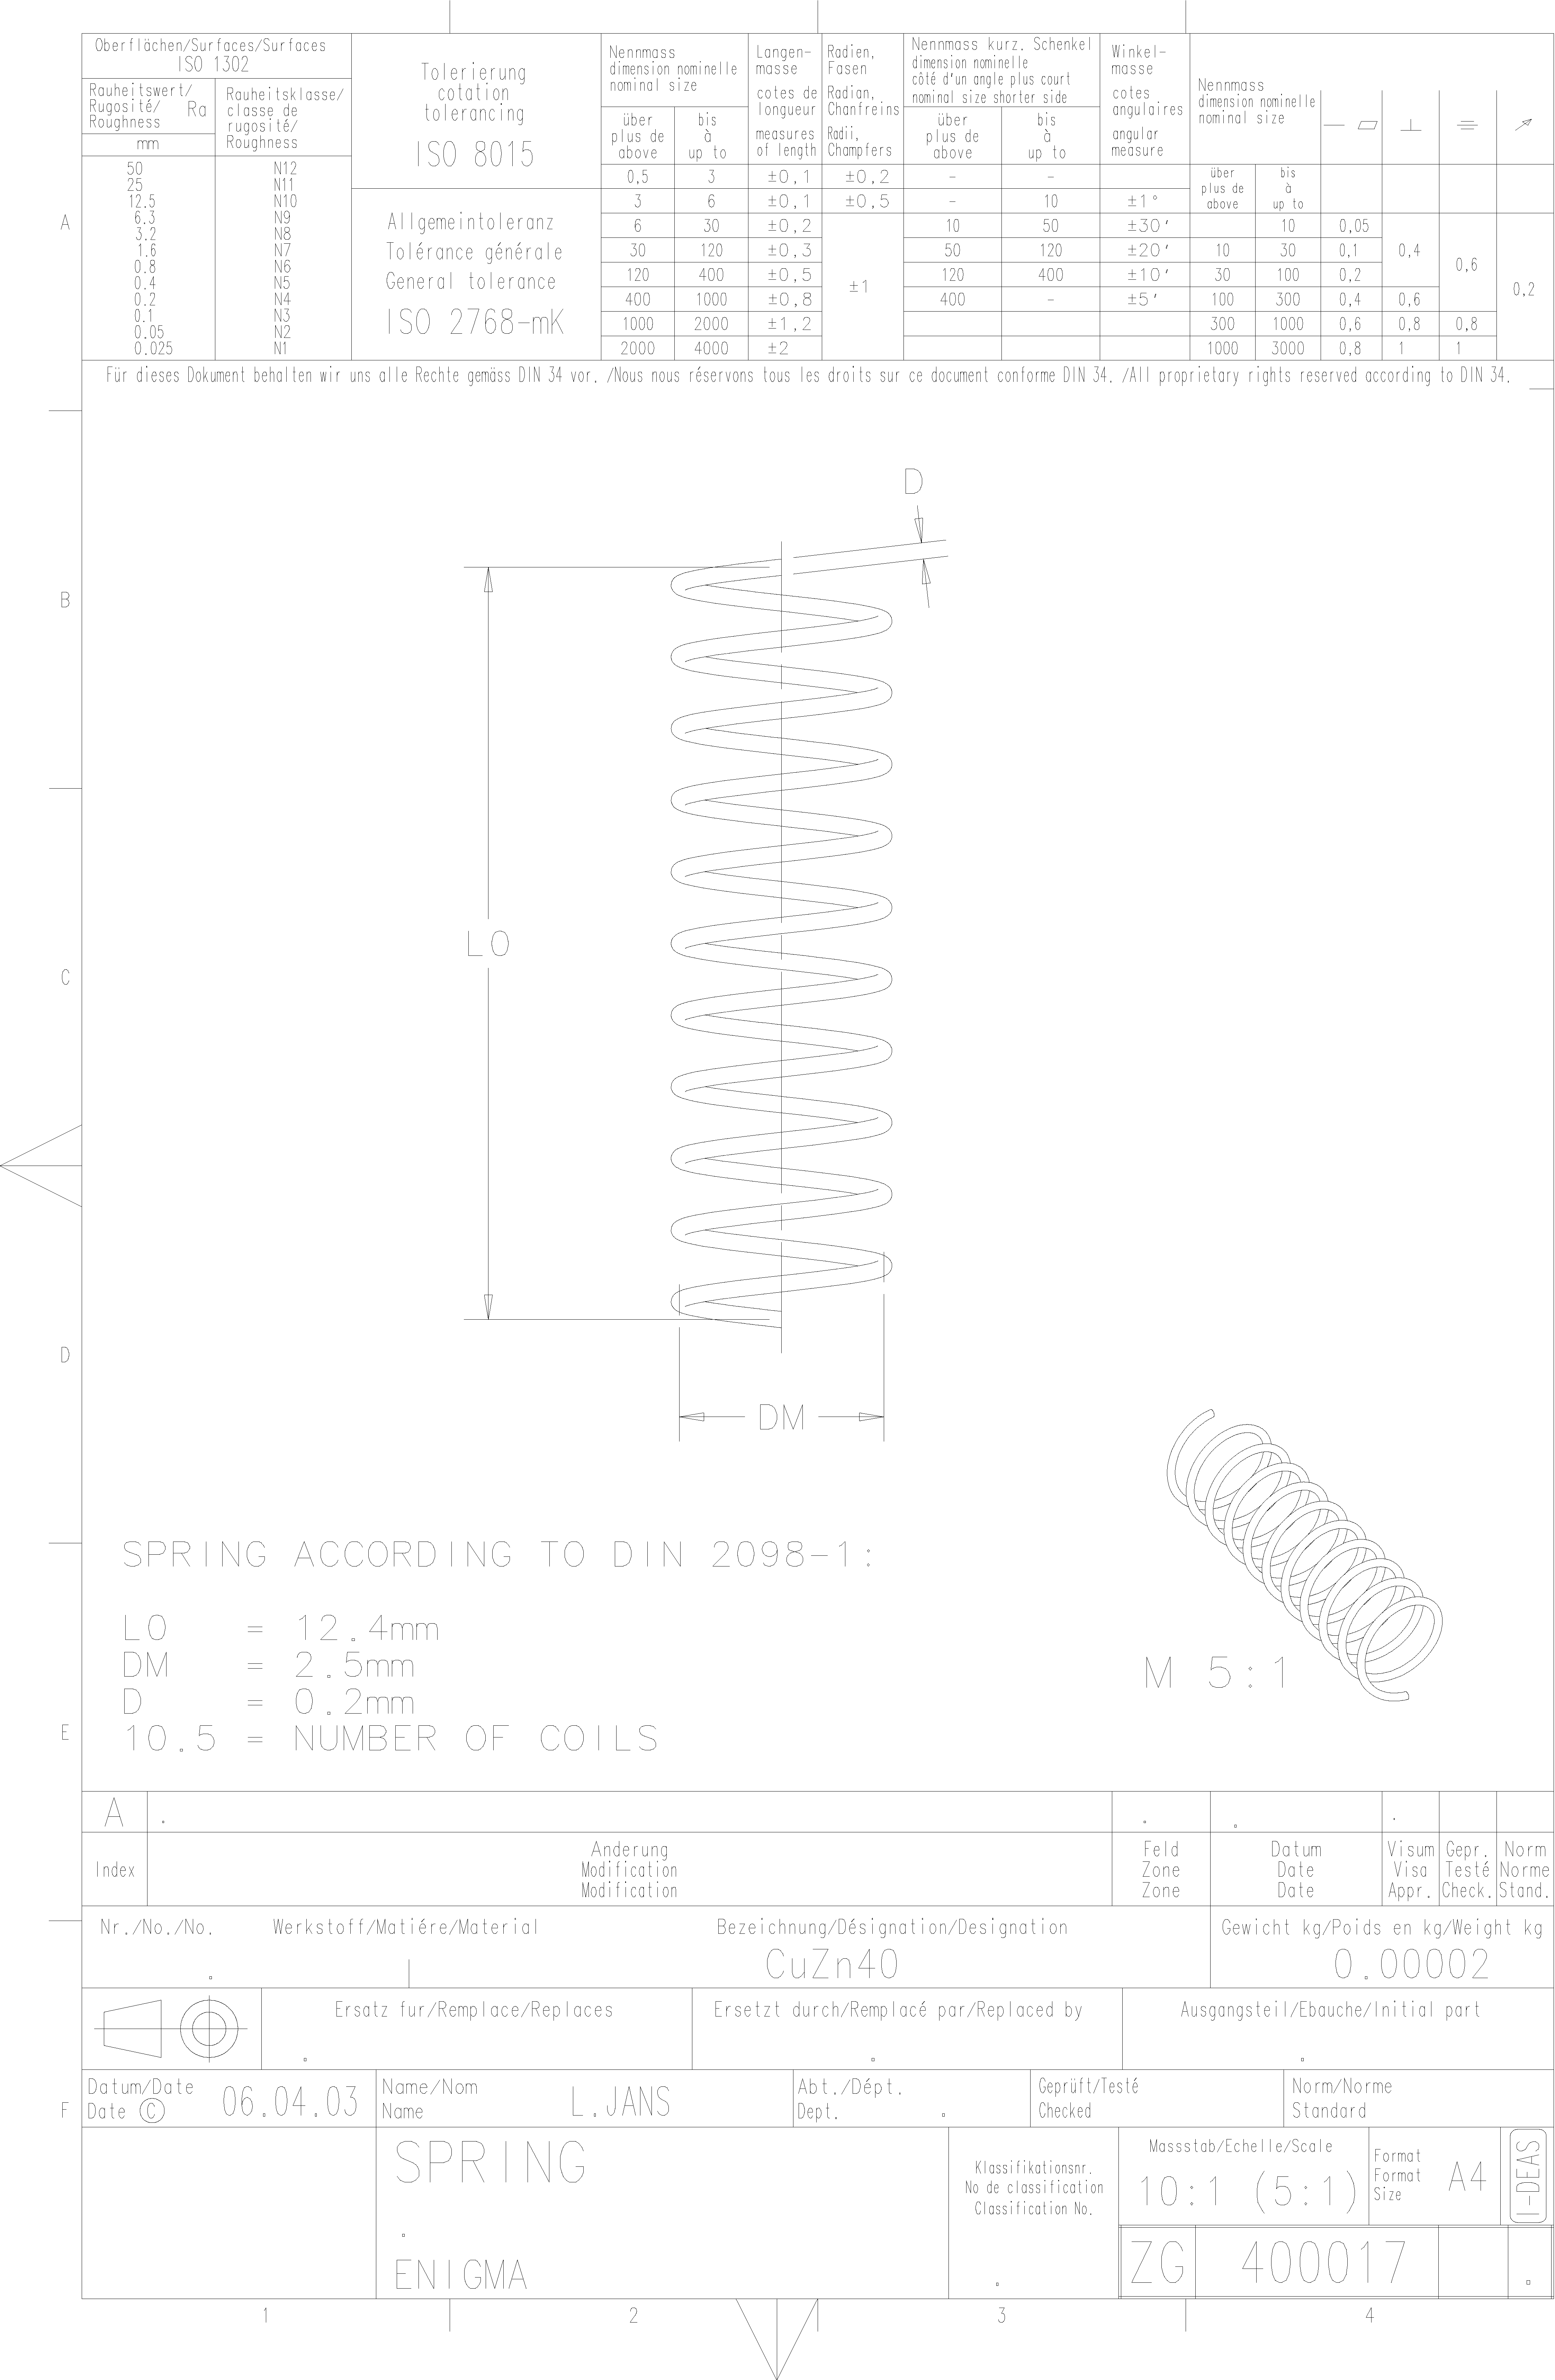 Oberflächen/Surfaces/Surfaces
ISO 1302
Rauheitswert/
Rugosité/ Ra
Roughness
mm
Rauheitsklasse/
classe de
rugosité/
Roughness
50 N12
25 N11
12.5 N10
6.3 N9
3.2 N8
1.6 N7
0.8 N6
0.4 N5
0.2 N4
0.1 N3
0.05 N2
0.025 N1
Tolerierung
cotation
tolerancing
ISO 8015
Allgemeintoleranz
Tolérance générale
General tolerance
ISO 2768-mK
Nennmass
dimension nominelle
nominal size
über
plus de
above
bis
à
up to
Langen-
masse
cotes de
longueur
measures
of length
Radien,
Fasen
Radian,
Chanfreins
Radii,
Champfers
0,5 3 ±0,1 ±0,2
3 6 ±0,1 ±0,5
6 30 ±0,2
30 120 ±0,3
120 400 ±0,5
±1
400 1000 ±0,8
1000 2000 ±1,2
2000 4000 ±2
Nennmass kurz. Schenkel
dimension nominelle
côté d'un angle plus court
nominal size shorter side
über
plus de
above
bis
à
up to
Winkel-
masse
cotes
angulaires
angular
measure
- -
- 10 ±1°
10 50 ±30'
50 120 ±20'
120 400 ±10'
400 - ±5'
Nennmass
dimension nominelle
nominal size
über
plus de
above
bis
à
up to
10 0,05
10 30 0,1 0,4
0,6
30 100 0,2
0,2
100 300 0,4 0,6
300 1000 0,6 0,8 0,8
1000 3000 0,8 1 1
Für dieses Dokument behalten wir uns alle Rechte gemäss DIN 34 vor. /Nous nous réservons tous les droits sur ce document conforme DIN 34. /All proprietary rights reserved according to DIN 34.
A
B
C
D
E
F
D
L0
DM
SPRING ACCORDING TO DIN 2098-1:
L0 = 12.4mm
DM = 2.5mm
D = 0.2mm
10.5 = NUMBER OF COILS
M 5:1
A . . . .
Index
Anderung
Modification
Modification
Feld
Zone
Zone
Datum
Date
Date
Visum
Visa
Appr.
Gepr.
Testé
Check.
Norm
Norme
Stand.
Nr./No./No. Werkstoff/Matiére/Material Bezeichnung/Désignation/Designation Gewicht kg/Poids en kg/Weight kg
. CuZn40 0.00002
Ersatz fur/Remplace/Replaces Ersetzt durch/Remplacé par/Replaced by Ausgangsteil/Ebauche/Initial part
. . .
Datum/Date
Date © 06.04.03
Name/Nom
Name L.JANS
Abt./Dépt.
Dept. .
Geprüft/Testé
Checked
Norm/Norme
Standard
SPRING
.
ENIGMA
Klassifikationsnr.
No de classification
Classification No.
.
Massstab/Echelle/Scale
10:1 (5:1)
Format
Format
Size
A4
I-DEAS
ZG 400017 .
1 2 3 4